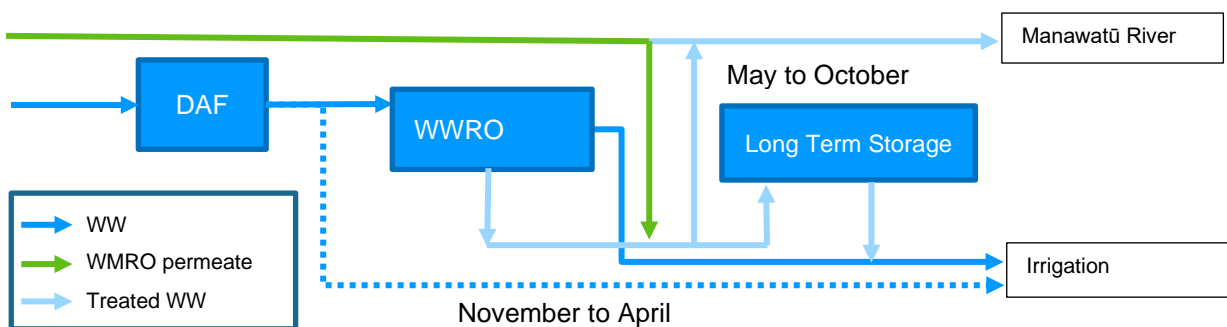 Manawatū River
May to October
DAF
WWRO
Long Term Storage
WW
WMRO permeate
Treated WW
Irrigation
November to April